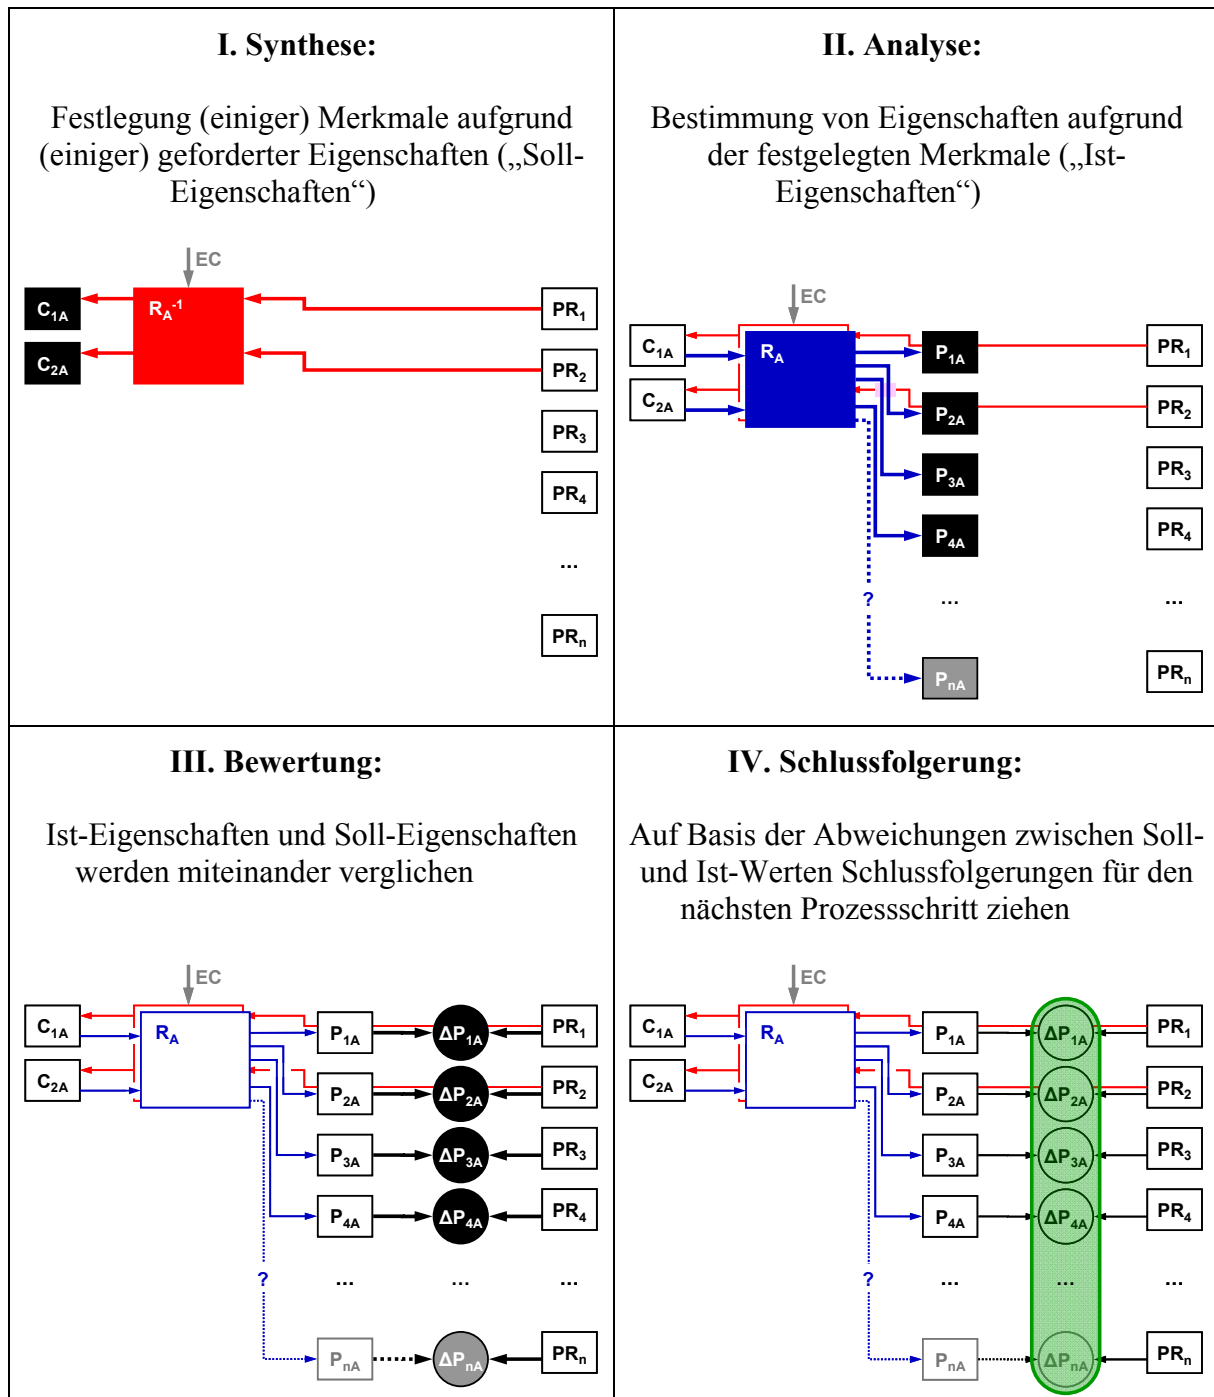 I. Synthese:
Festlegung (einiger) Merkmale aufgrund
(einiger) geforderter Eigenschaften („Soll-
Eigenschaften“)
EC
C1A
RA-1
PR1
C2A
PR2
PR3
PR4
...
PRn
II. Analyse:
Bestimmung von Eigenschaften aufgrund
der festgelegten Merkmale („Ist-
Eigenschaften“)
EC
C1A
RA
P1A
PR1
C2A
P2A
PR2
P3A
PR3
P4A
PR4
?
...
...
PnA
PRn
III. Bewertung:
Ist-Eigenschaften und Soll-Eigenschaften
werden miteinander verglichen
EC
C1A
RA
P1A
ΔP1A
PR1
C2A
P2A
ΔP2A
PR2
P3A
ΔP3A
PR3
P4A
ΔP4A
PR4
?
...
...
...
PnA
ΔPnA
PRn
IV. Schlussfolgerung:
Auf Basis der Abweichungen zwischen Soll-
und Ist-Werten Schlussfolgerungen für den
nächsten Prozessschritt ziehen
EC
C1A
RA
P1A
ΔP1A
PR1
C2A
P2A
ΔP2A
PR2
P3A
ΔP3A
PR3
P4A
ΔP4A
PR4
?
...
...
...
PnA
ΔPnA
PRn